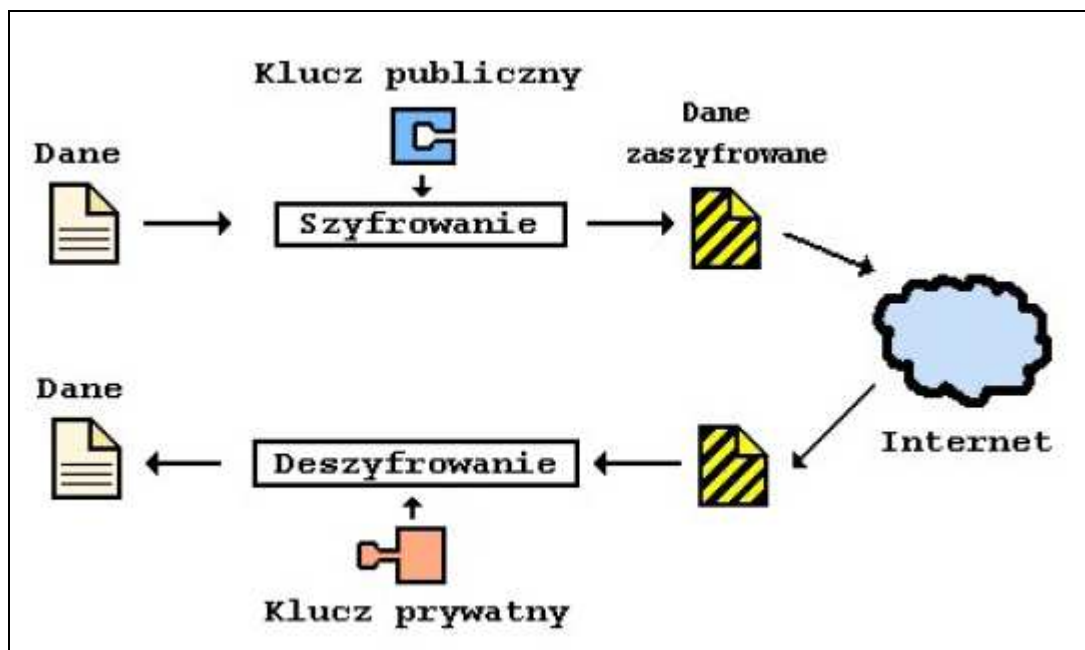 Klucz publiczny
Dane
Dane
zaszyfrowane
Szyfrowanie
Internet
Dane
Deszyfrowanie
Klucz prywatny